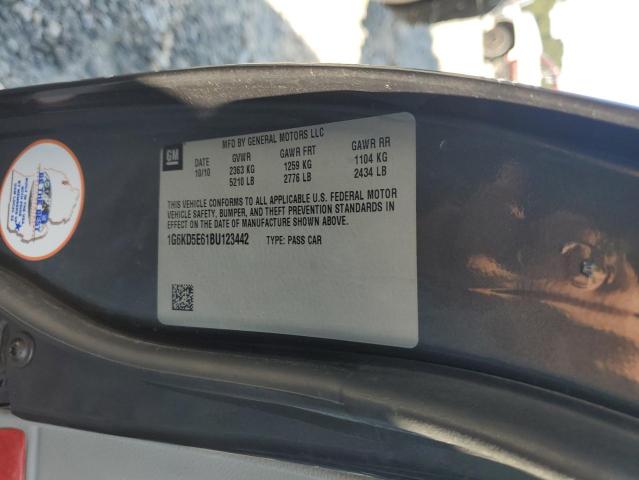 GM
MFD BY GENERAL MOTORS LLC
DATE GVWR GAWR FRT GAWR RR
10/10 2363 KG 1259 KG 1104 KG
5210 LB 2776 LB 2434 LB
THIS VEHICLE CONFORMS TO ALL APPLICABLE U.S. FEDERAL MOTOR
VEHICLE SAFETY, BUMPER, AND THEFT PREVENTION STANDARDS IN
EFFECT ON THE DATE OF MANUFACTURE SHOWN ABOVE.
1G6KD5E61BU123442 TYPE: PASS CAR